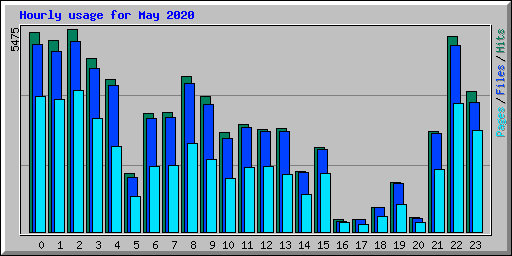 Hourly usage for May 2020
5475
Pages/Files/Hits
0 1 2 3 4 5 6 7 8 9 10 11 12 13 14 15 16 17 18 19 20 21 22 23